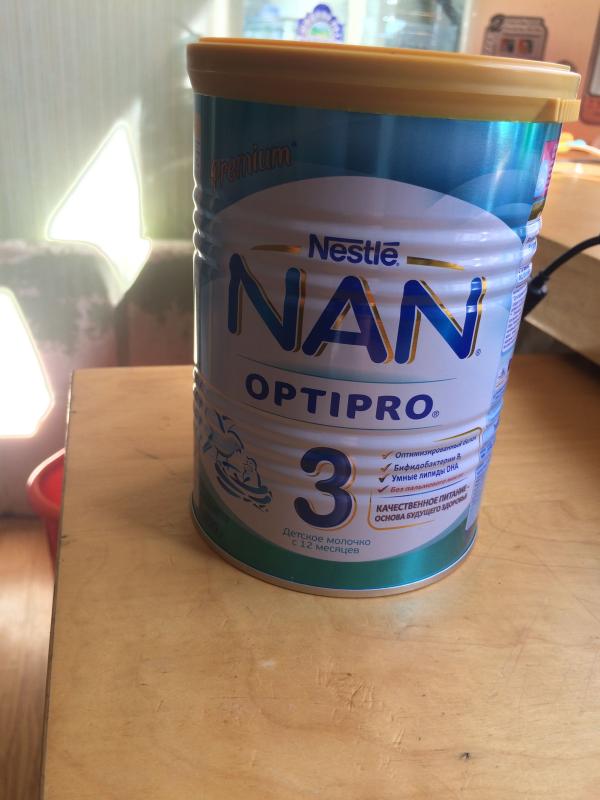 premium
Nestlé
NAN®
OPTIPRO®
3
Оптимизированный белок
Бифидобактерии BL
Умные липиды DHA
Без пальмового масла
КАЧЕСТВЕННОЕ ПИТАНИЕ -
ОСНОВА БУДУЩЕГО ЗДОРОВЬЯ
Детское молочко
с 12 месяцев